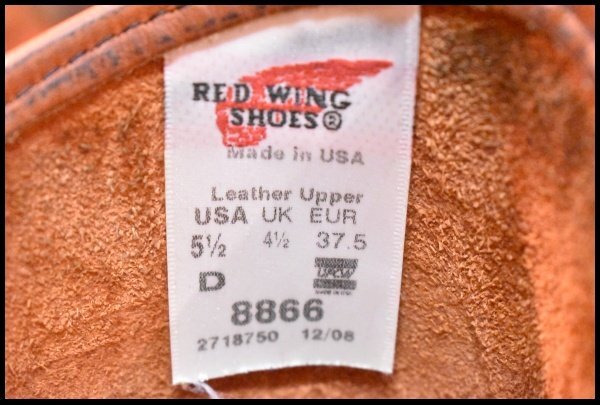 RED WING
SHOES®
Made in USA
Leather Upper
USA UK EUR
5½ 4½ 37.5
D UFCW
8866
2718750 12/08